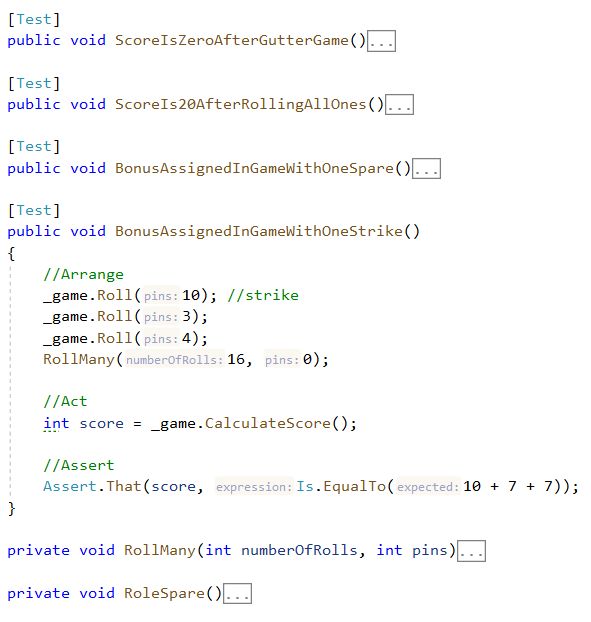 [Test]
public void ScoreIsZeroAfterGutterGame()...
[Test]
public void ScoreIs20AfterRollingAllOnes()...
[Test]
public void BonusAssignedInGameWithOneSpare()...
[Test]
public void BonusAssignedInGameWithOneStrike()
{
//Arrange
_game.Roll(pins: 10); //strike
_game.Roll(pins: 3);
_game.Roll(pins: 4);
RollMany(numberOfRolls: 16, pins: 0);
//Act
int score = _game.CalculateScore();
//Assert
Assert.That(score, expression: Is.EqualTo(expected: 10 + 7 + 7));
}
private void RollMany(int numberOfRolls, int pins)...
private void RoleSpare()...